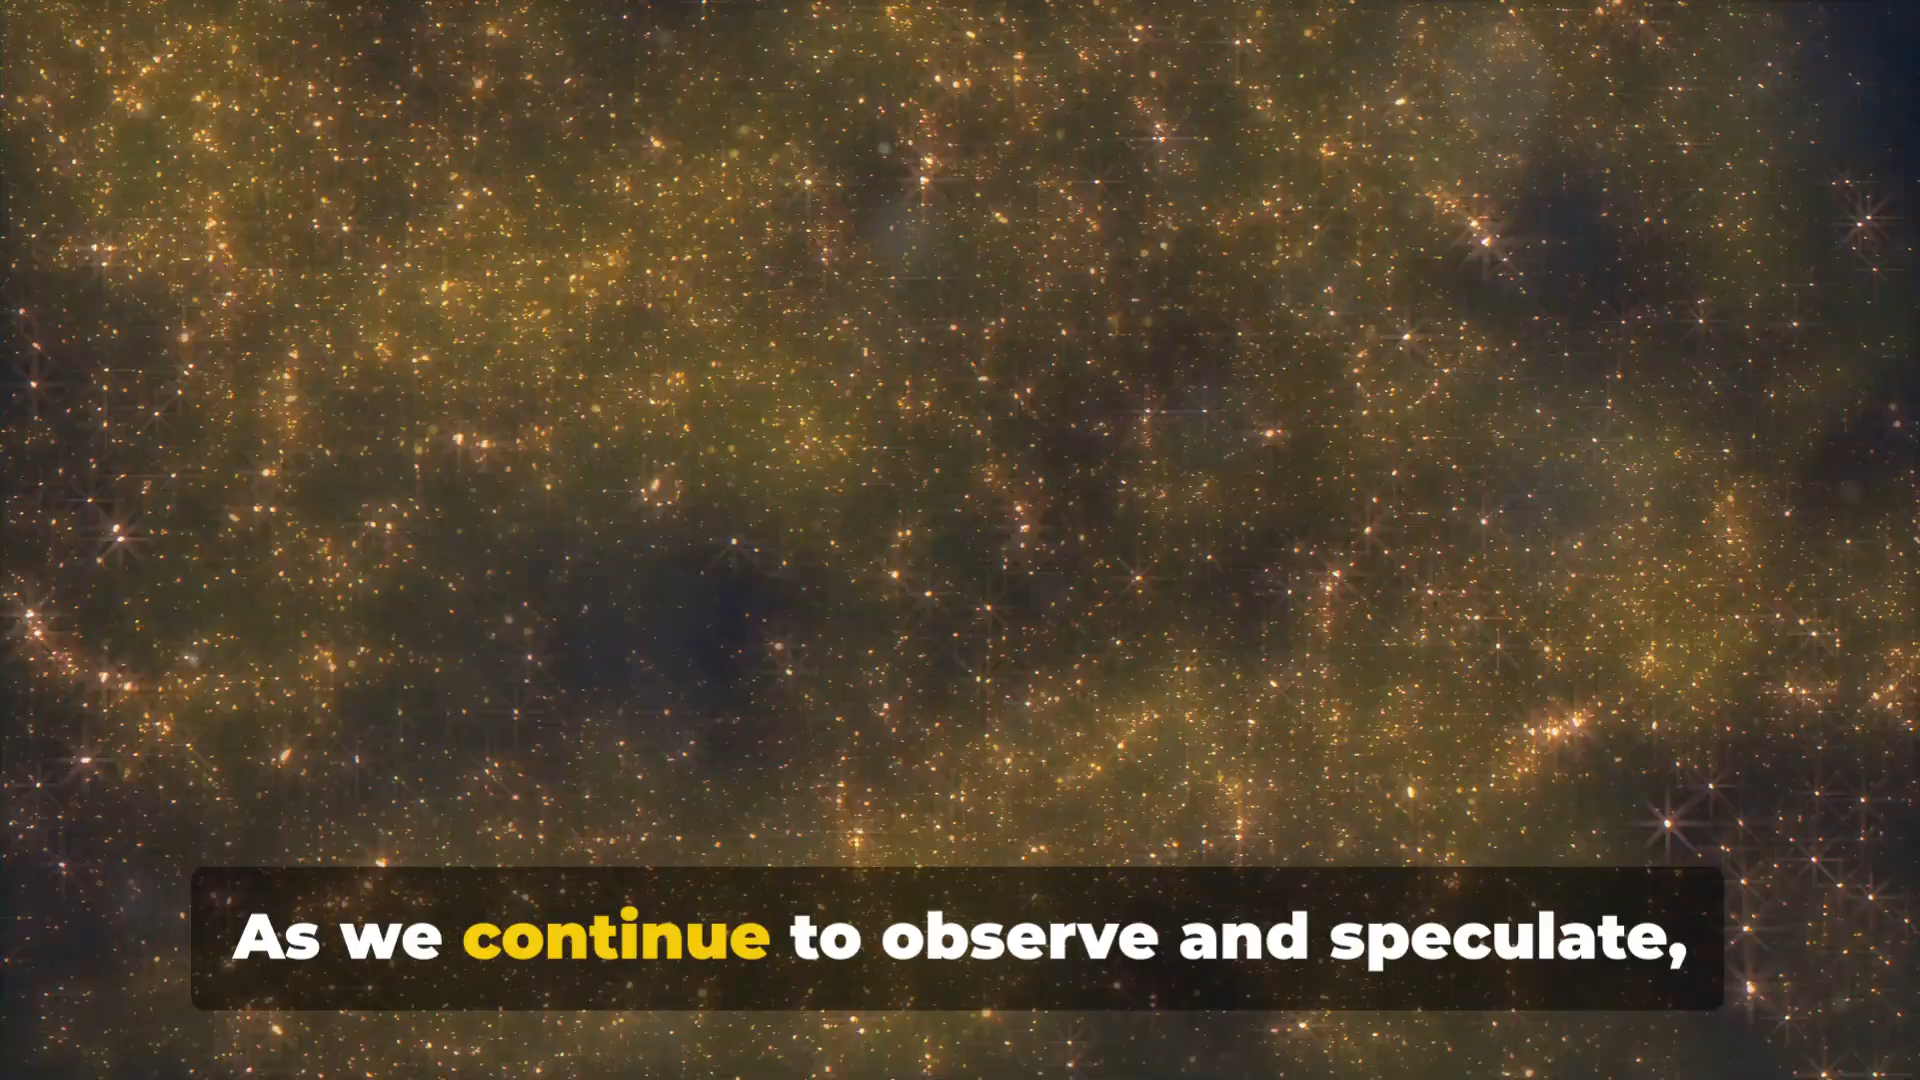 As we continue to observe and speculate,